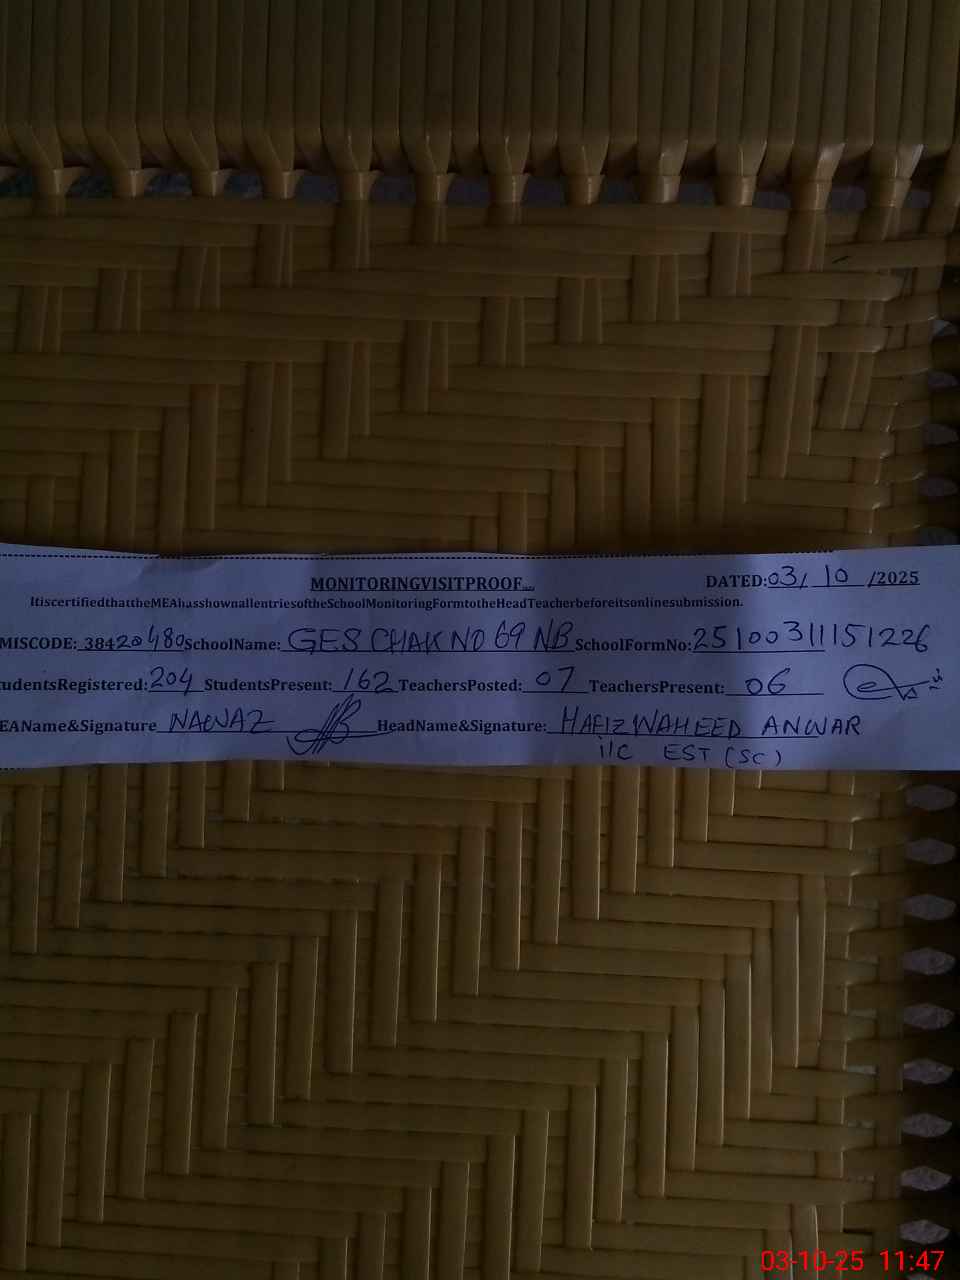 MONITORINGVISITPROOF...
DATED:03/10/2025
ItiscertifiedthattheMEAhasshownallentriesoftheSchoolMonitoringFormtotheHeadTeacherbeforeitsonlinesubmission.
MISCODE: 38420480SchoolName: GES CHAK NO 69 NB SchoolFormNo: 25100311151226
udentsRegistered: 204 StudentsPresent: 162 TeachersPosted: 07 TeachersPresent: 06
EAName&Signature NAWAZ HeadName&Signature: HAFIZ WAHEED ANWAR
i/c EST (SC)
03-10-25 11:47